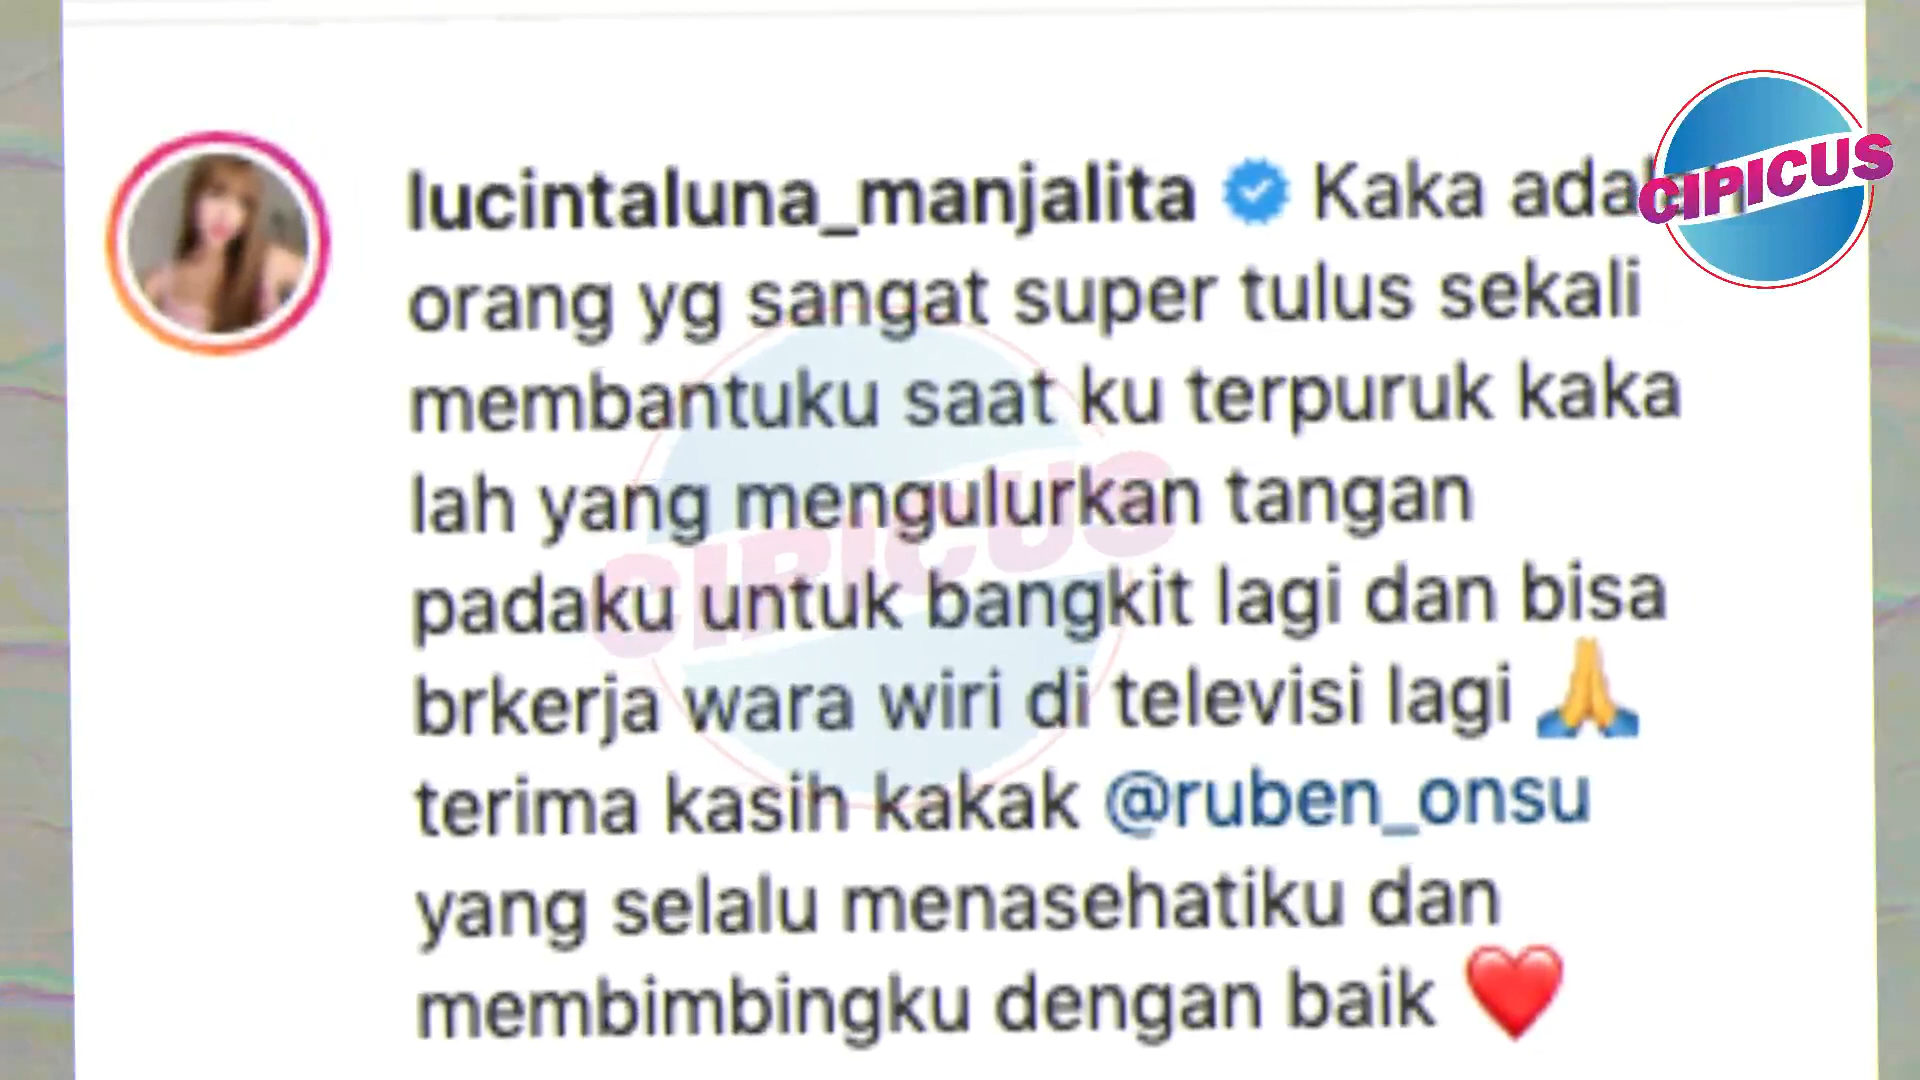 lucintaluna_manjalita Kaka
orang yg sangat super tulus sekali
membantuku saat ku terpuruk kaka
lah yang mengulurkan tangan
padaku untuk bangkit lagi dan bisa
brkerja wara wiri di televisi lagi 🙏
terima kasih kakak @ruben_onsu
yang selalu menasehatiku dan
membimbingku dengan baik ❤️
CIPICUS
CIPICUS